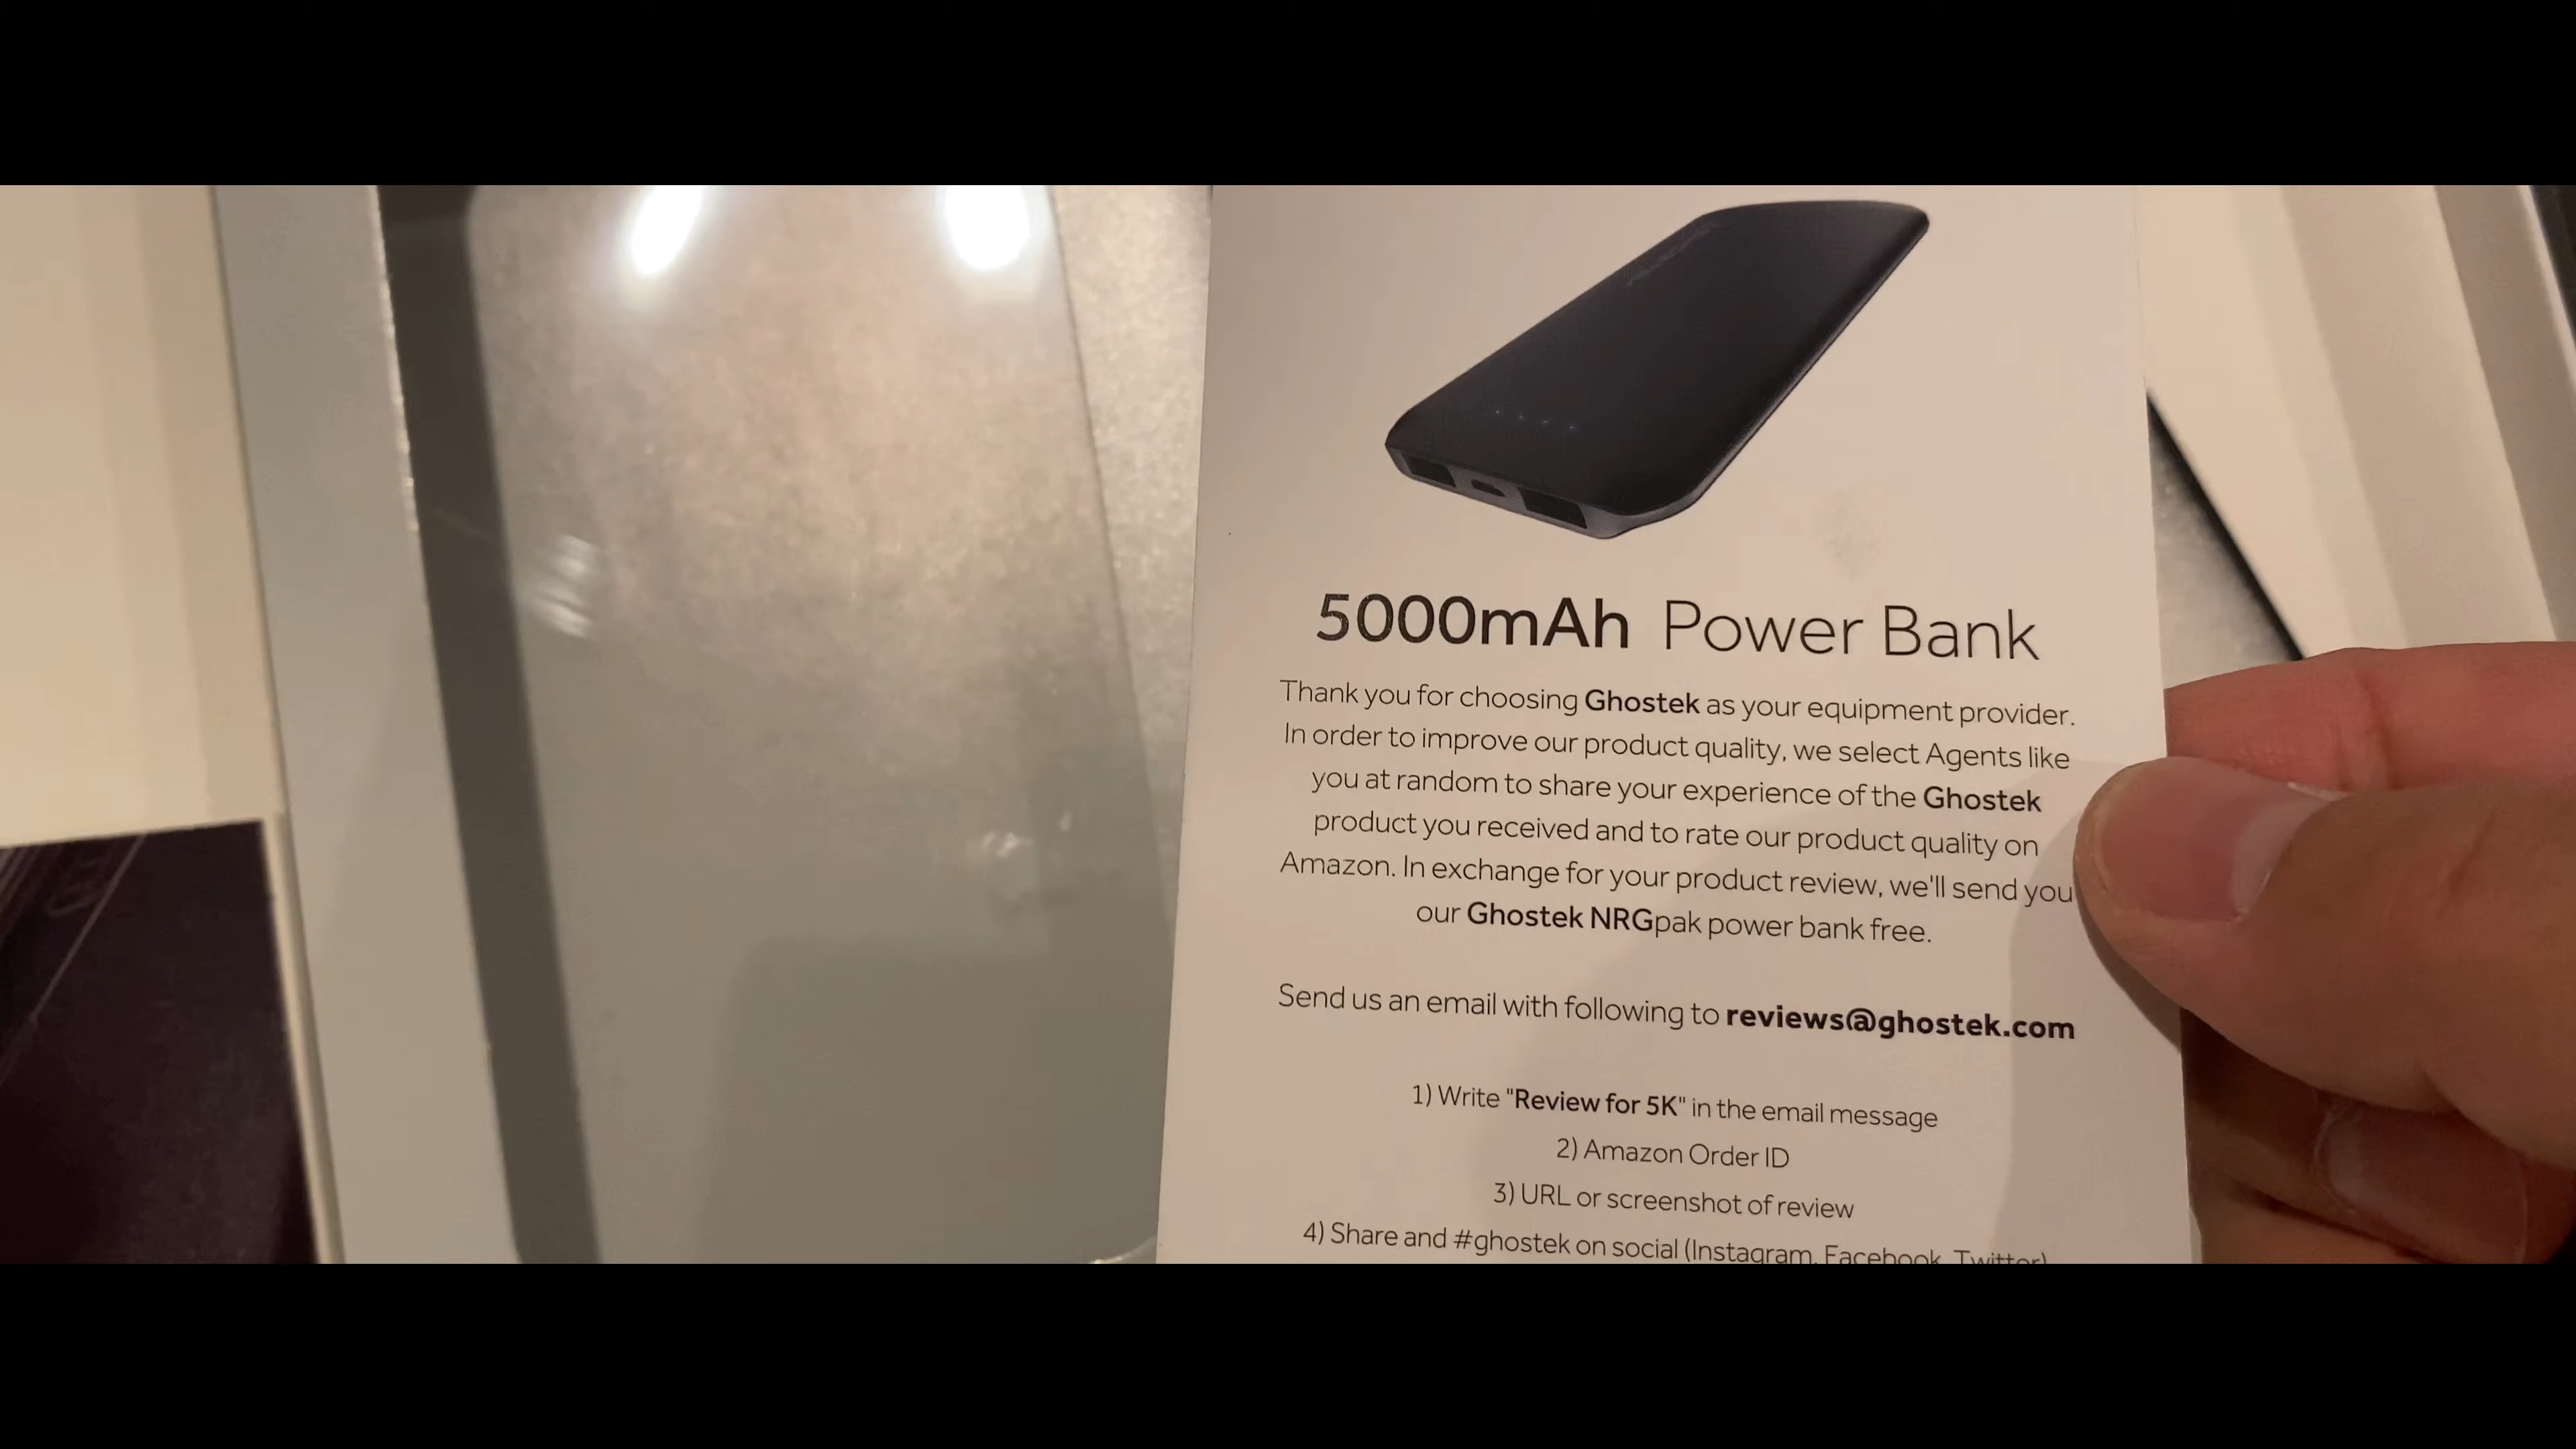 5000mAh Power Bank
Thank you for choosing Ghostek as your equipment provider.
In order to improve our product quality, we select Agents like
you at random to share your experience of the Ghostek
product you received and to rate our product quality on
Amazon. In exchange for your product review, we'll send you
our Ghostek NRGpak power bank free.
Send us an email with following to reviews@ghostek.com
1) Write "Review for 5K" in the email message
2) Amazon Order ID
3) URL or screenshot of review
4) Share and #ghostek on social (Instagram, Facebook, Twitter)